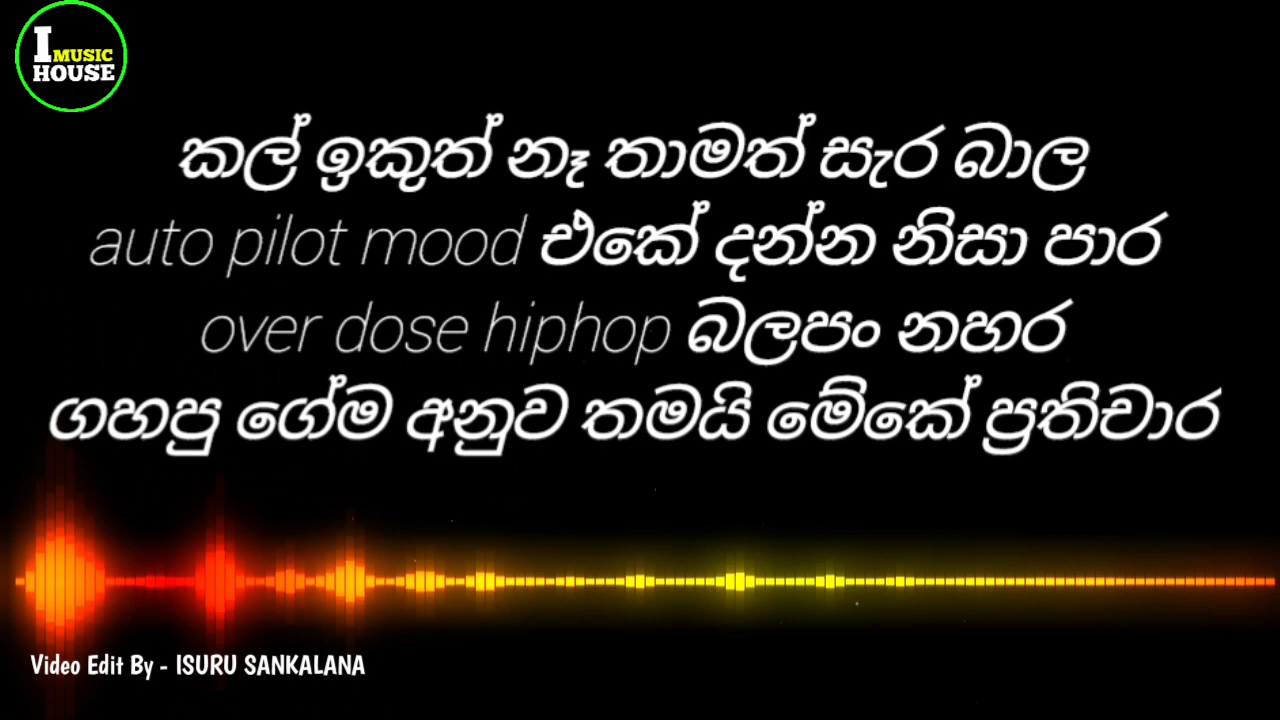 I MUSIC
HOUSE
කල් ඉකුත් නෑ තාමත් සැර බාල
auto pilot mood එකේ දන්න නිසා පාර
over dose hiphop බලපං නහර
ගහපු ගේම අනුව තමයි මේකේ ප්‍රතිචාර
Video Edit By - ISURU SANKALANA